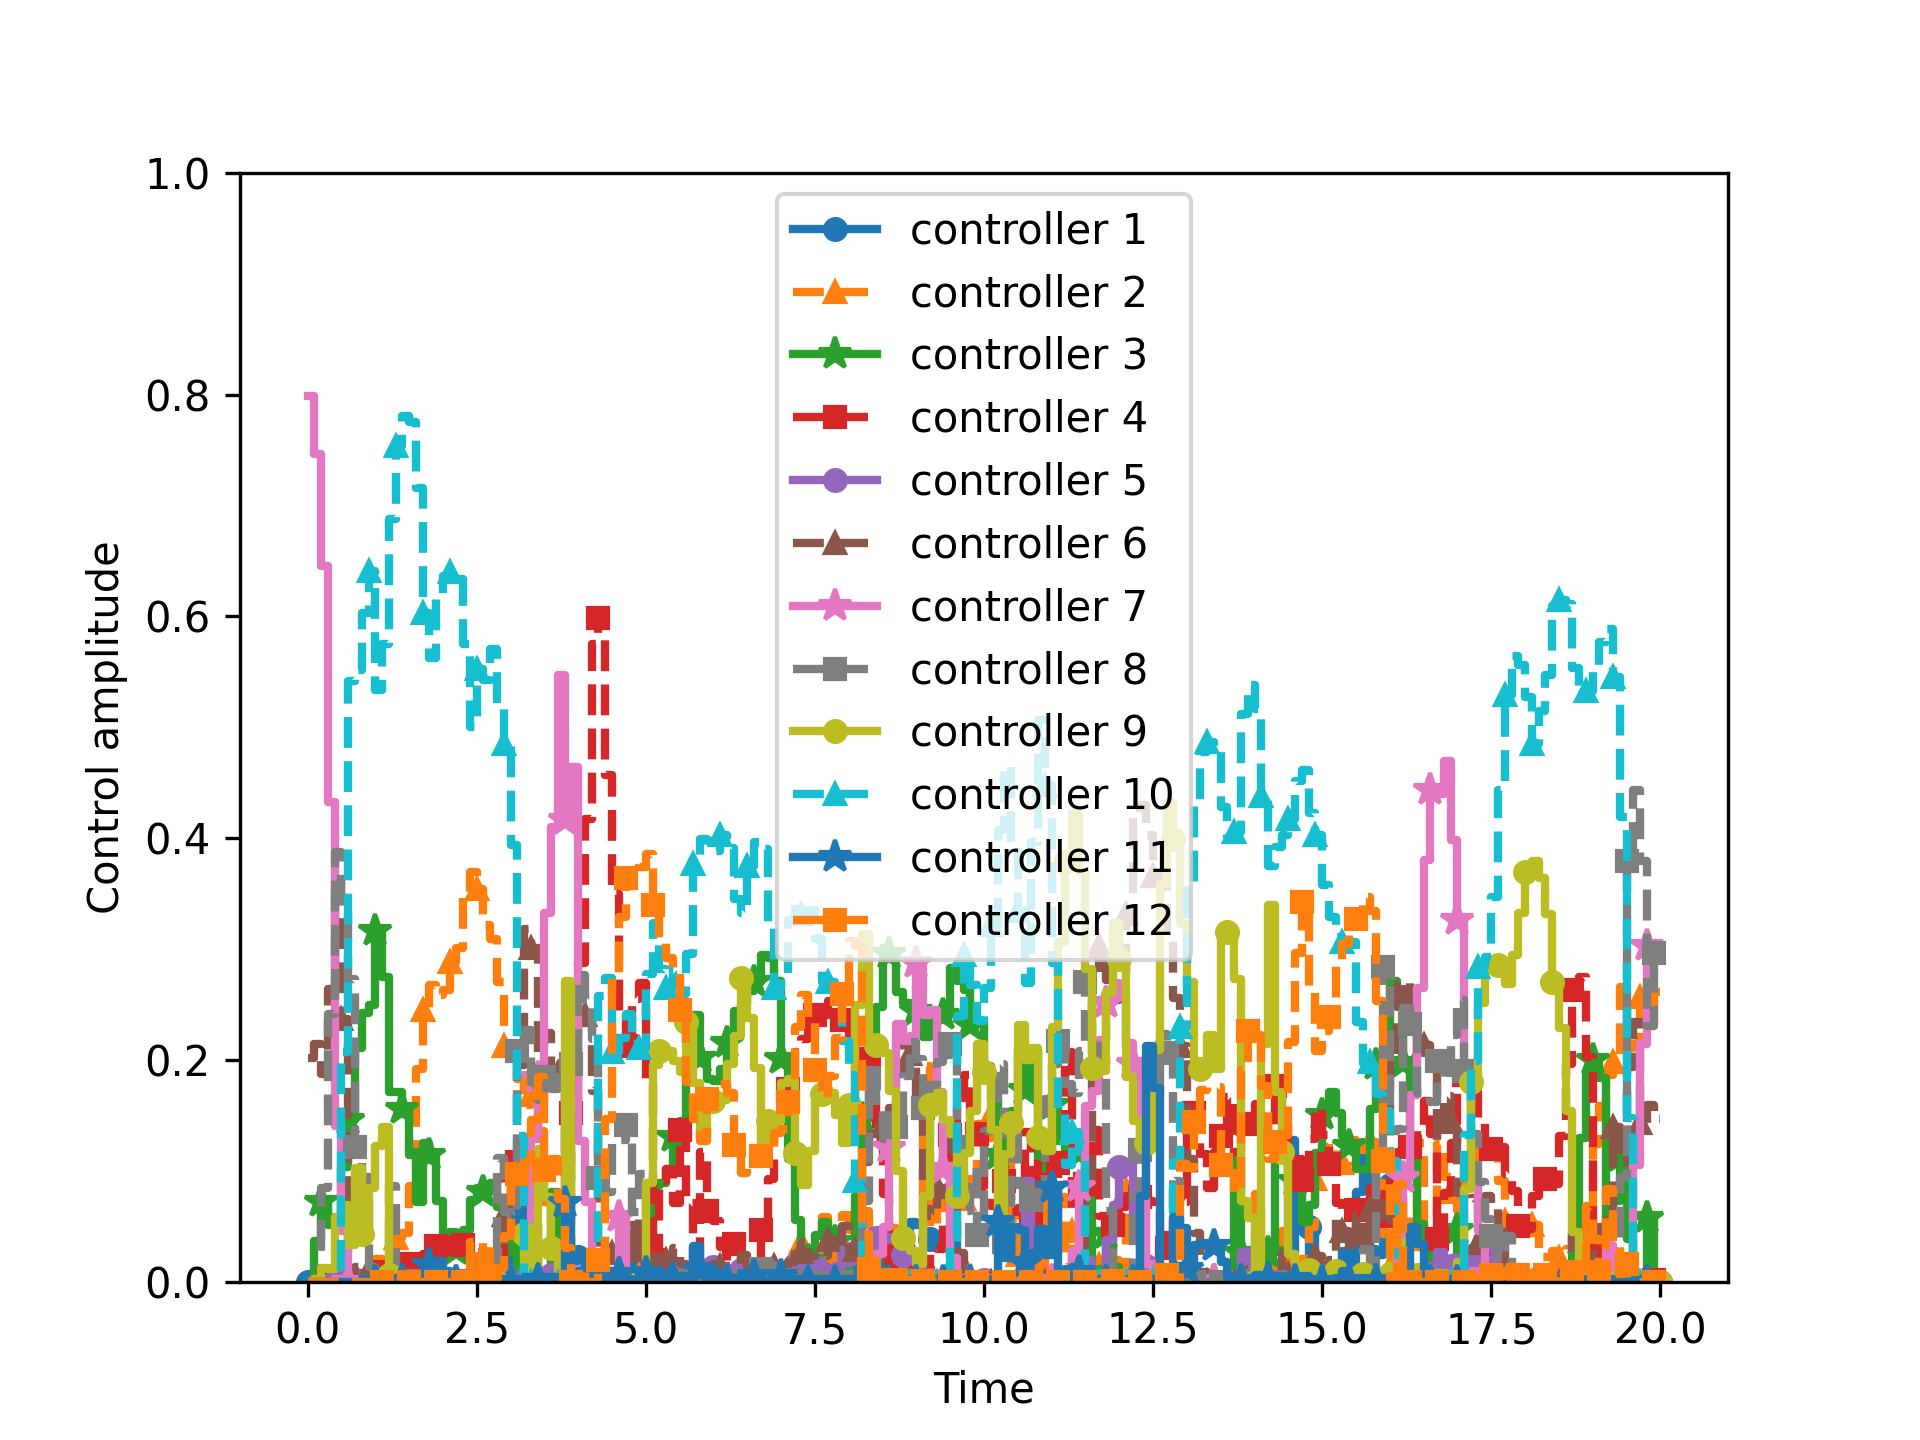 1.0
0.8
0.6
0.4
0.2
0.0
Control amplitude
controller 1
controller 2
controller 3
controller 4
controller 5
controller 6
controller 7
controller 8
controller 9
controller 10
controller 11
controller 12
0.0 2.5 5.0 7.5 10.0 12.5 15.0 17.5 20.0
Time